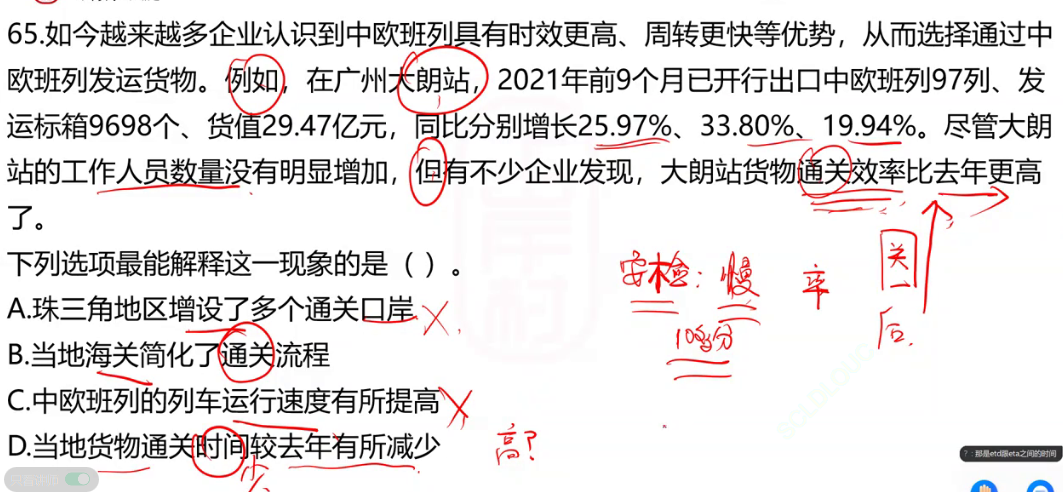 65.如今越来越多企业认识到中欧班列具有时效更高、周转更快等优势，从而选择通过中
欧班列发运货物。例如，在广州大朗站，2021年前9个月已开行出口中欧班列97列、发
运标箱9698个、货值29.47亿元，同比分别增长25.97%、33.80%、19.94%。尽管大朗
站的工作人员数量没有明显增加，但有不少企业发现，大朗站货物通关效率比去年更高
了。
下列选项最能解释这一现象的是（ ）。
安检：慢 率 关
A.珠三角地区增设了多个通关口岸
10多分 后.
B.当地海关简化了通关流程
C.中欧班列的列车运行速度有所提高
D.当地货物通关时间较去年有所减少
高?
少
?：那是etd跟eta之间的时间